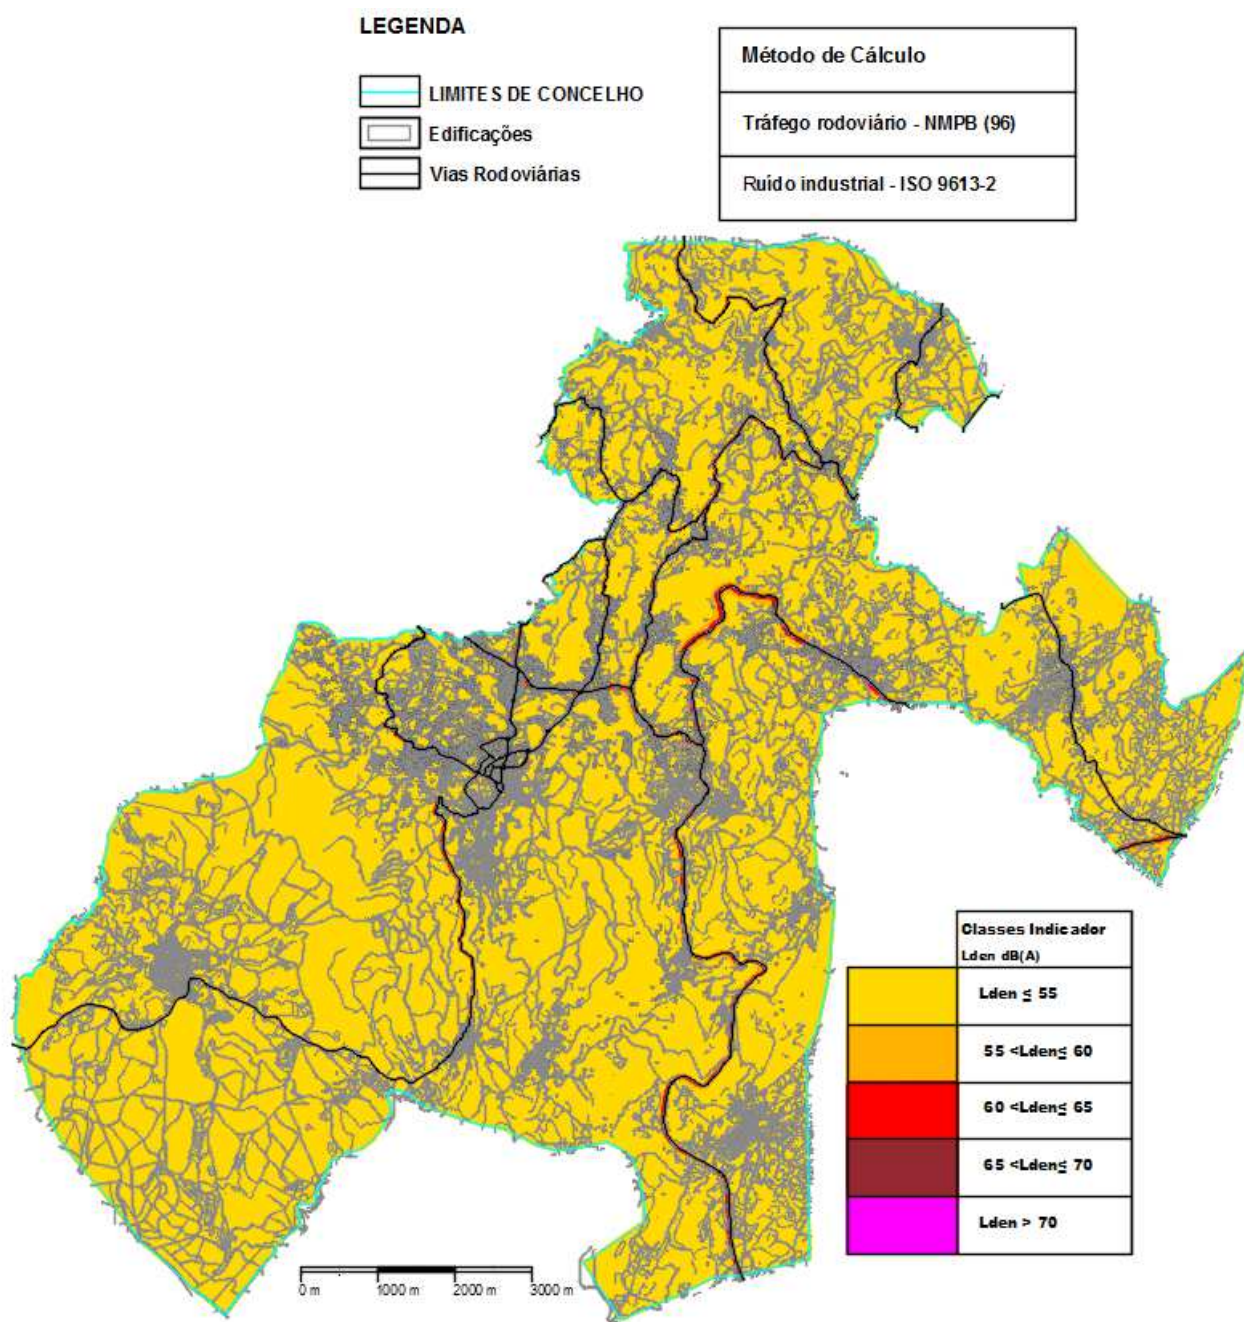 LEGENDA
LIMITES DE CONCELHO
Edificações
Vias Rodoviárias
Método de Cálculo
Tráfego rodoviário - NMPB (96)
Ruído industrial - ISO 9613-2
Classes Indicador
Lden dB(A)
Lden ≤ 55
55 <Lden≤ 60
60 <Lden≤ 65
65 <Lden≤ 70
Lden > 70
0 m 1000 m 2000 m 3000 m